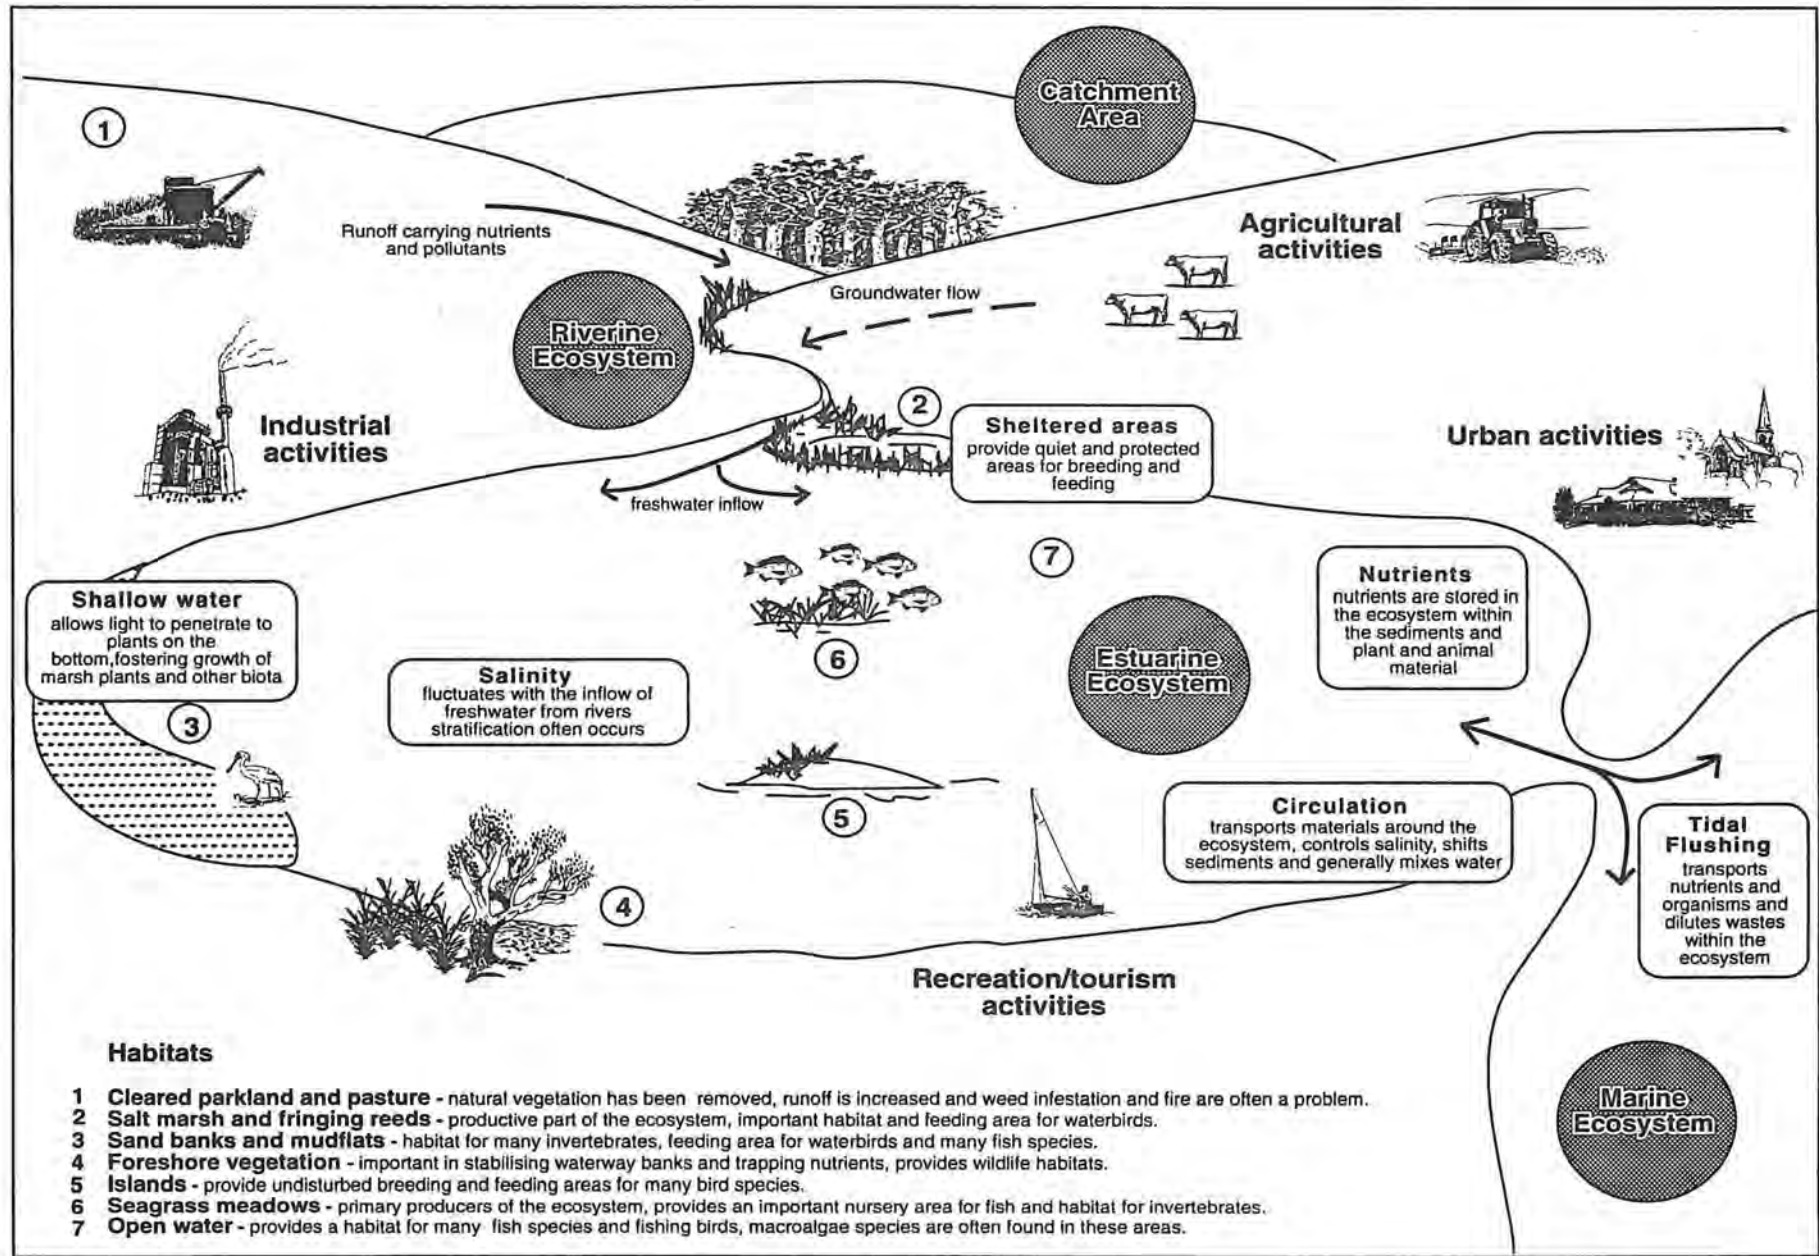 Catchment
Area
1
Runoff carrying nutrients
and pollutants
Agricultural
activities
Groundwater flow
Riverine
Ecosystem
Industrial
activities
2
Sheltered areas
provide quiet and protected
areas for breeding and
feeding
Urban activities
freshwater inflow
7
Nutrients
nutrients are stored in
the ecosystem within
the sediments and
plant and animal
material
Shallow water
allows light to penetrate to
plants on the
bottom,fostering growth of
marsh plants and other biota
6
Estuarine
Ecosystem
Salinity
fluctuates with the inflow of
freshwater from rivers
stratification often occurs
3
5
Circulation
transports materials around the
ecosystem, controls salinity, shifts
sediments and generally mixes water
Tidal
Flushing
transports
nutrients and
organisms and
dilutes wastes
within the
ecosystem
4
Recreation/tourism
activities
Marine
Ecosystem
Habitats
1 Cleared parkland and pasture - natural vegetation has been removed, runoff is increased and weed infestation and fire are often a problem.
2 Salt marsh and fringing reeds - productive part of the ecosystem, important habitat and feeding area for waterbirds.
3 Sand banks and mudflats - habitat for many invertebrates, feeding area for waterbirds and many fish species.
4 Foreshore vegetation - important in stabilising waterway banks and trapping nutrients, provides wildlife habitats.
5 Islands - provide undisturbed breeding and feeding areas for many bird species.
6 Seagrass meadows - primary producers of the ecosystem, provides an important nursery area for fish and habitat for invertebrates.
7 Open water - provides a habitat for many fish species and fishing birds, macroalgae species are often found in these areas.